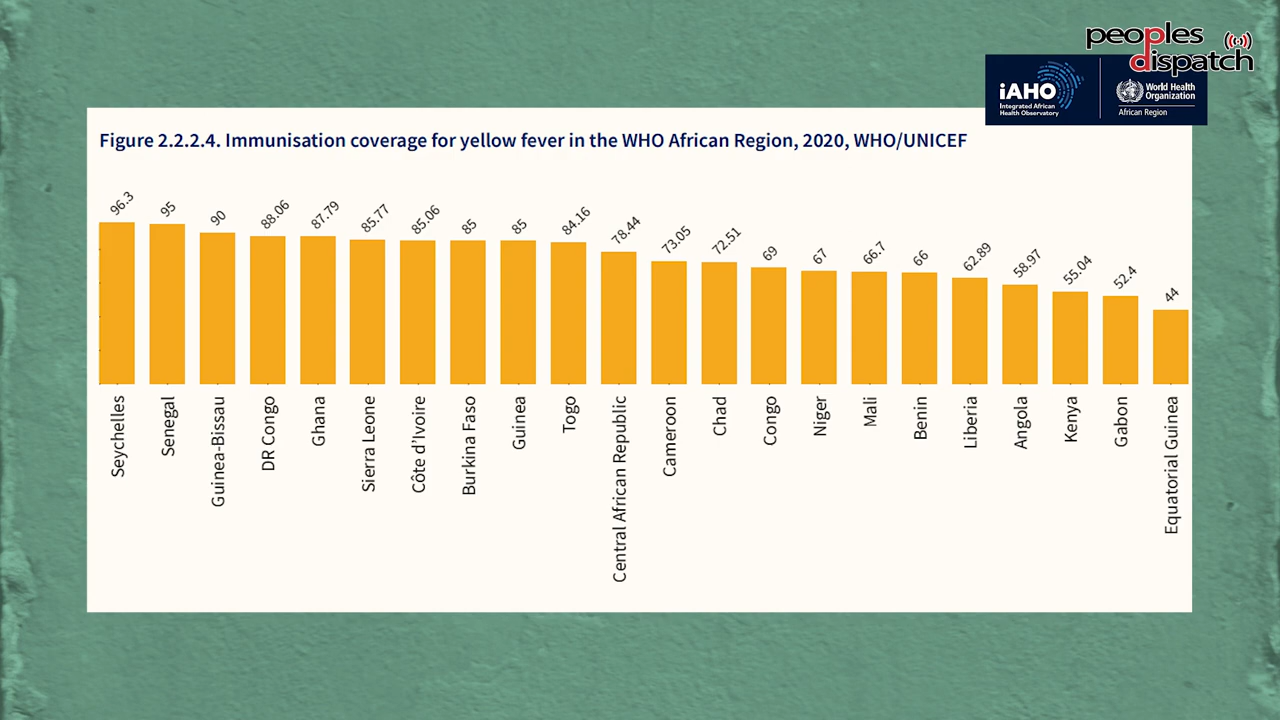 peoples
dispatch
iAHO
Integrated African
Health Observatory
World Health
Organization
African Region
Figure 2.2.2.4. Immunisation coverage for yellow fever in the WHO African Region, 2020, WHO/UNICEF
96.3
95
90
88.06
87.79
85.77
85.06
85
85
84.16
78.44
73.05
72.51
69
67
66.7
66
62.89
58.97
55.04
52.4
44
Seychelles
Senegal
Guinea-Bissau
DR Congo
Ghana
Sierra Leone
Côte d'Ivoire
Burkina Faso
Guinea
Togo
Central African Republic
Cameroon
Chad
Congo
Niger
Mali
Benin
Liberia
Angola
Kenya
Gabon
Equatorial Guinea